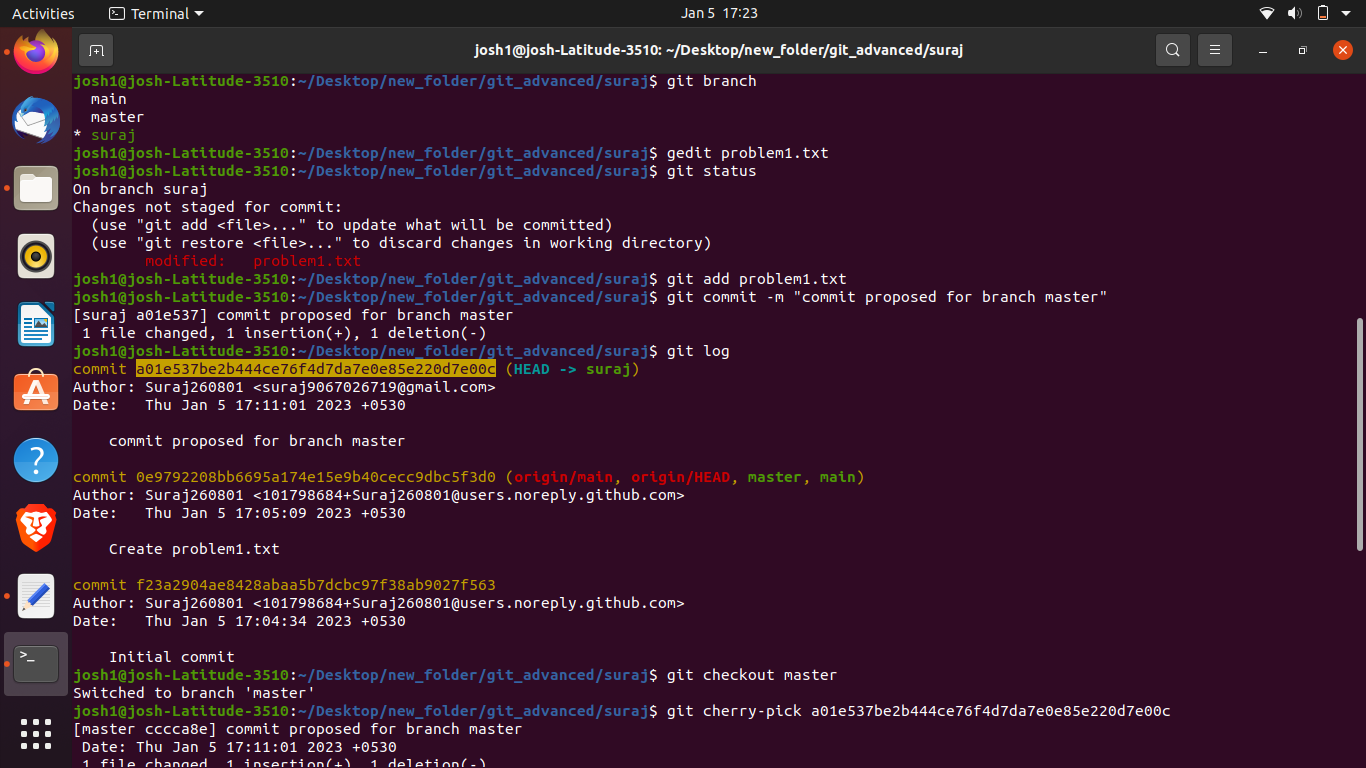 Activities
Terminal
Jan 5 17:23
josh1@josh-Latitude-3510: ~/Desktop/new_folder/git_advanced/suraj
josh1@josh-Latitude-3510:~/Desktop/new_folder/git_advanced/suraj$ git branch
  main
  master
* suraj
josh1@josh-Latitude-3510:~/Desktop/new_folder/git_advanced/suraj$ gedit problem1.txt
josh1@josh-Latitude-3510:~/Desktop/new_folder/git_advanced/suraj$ git status
On branch suraj
Changes not staged for commit:
  (use "git add <file>..." to update what will be committed)
  (use "git restore <file>..." to discard changes in working directory)
        modified:   problem1.txt
josh1@josh-Latitude-3510:~/Desktop/new_folder/git_advanced/suraj$ git add problem1.txt
josh1@josh-Latitude-3510:~/Desktop/new_folder/git_advanced/suraj$ git commit -m "commit proposed for branch master"
[suraj a01e537] commit proposed for branch master
 1 file changed, 1 insertion(+), 1 deletion(-)
josh1@josh-Latitude-3510:~/Desktop/new_folder/git_advanced/suraj$ git log
commit a01e537be2b444ce76f4d7da7e0e85e220d7e00c (HEAD -> suraj)
Author: Suraj260801 <suraj9067026719@gmail.com>
Date:   Thu Jan 5 17:11:01 2023 +0530
    commit proposed for branch master
commit 0e9792208bb6695a174e15e9b40cecc9dbc5f3d0 (origin/main, origin/HEAD, master, main)
Author: Suraj260801 <101798684+Suraj260801@users.noreply.github.com>
Date:   Thu Jan 5 17:05:09 2023 +0530
    Create problem1.txt
commit f23a2904ae8428abaa5b7dcbc97f38ab9027f563
Author: Suraj260801 <101798684+Suraj260801@users.noreply.github.com>
Date:   Thu Jan 5 17:04:34 2023 +0530
    Initial commit
josh1@josh-Latitude-3510:~/Desktop/new_folder/git_advanced/suraj$ git checkout master
Switched to branch 'master'
josh1@josh-Latitude-3510:~/Desktop/new_folder/git_advanced/suraj$ git cherry-pick a01e537be2b444ce76f4d7da7e0e85e220d7e00c
[master cccca8e] commit proposed for branch master
 Date: Thu Jan 5 17:11:01 2023 +0530
 1 file changed, 1 insertion(+), 1 deletion(-)